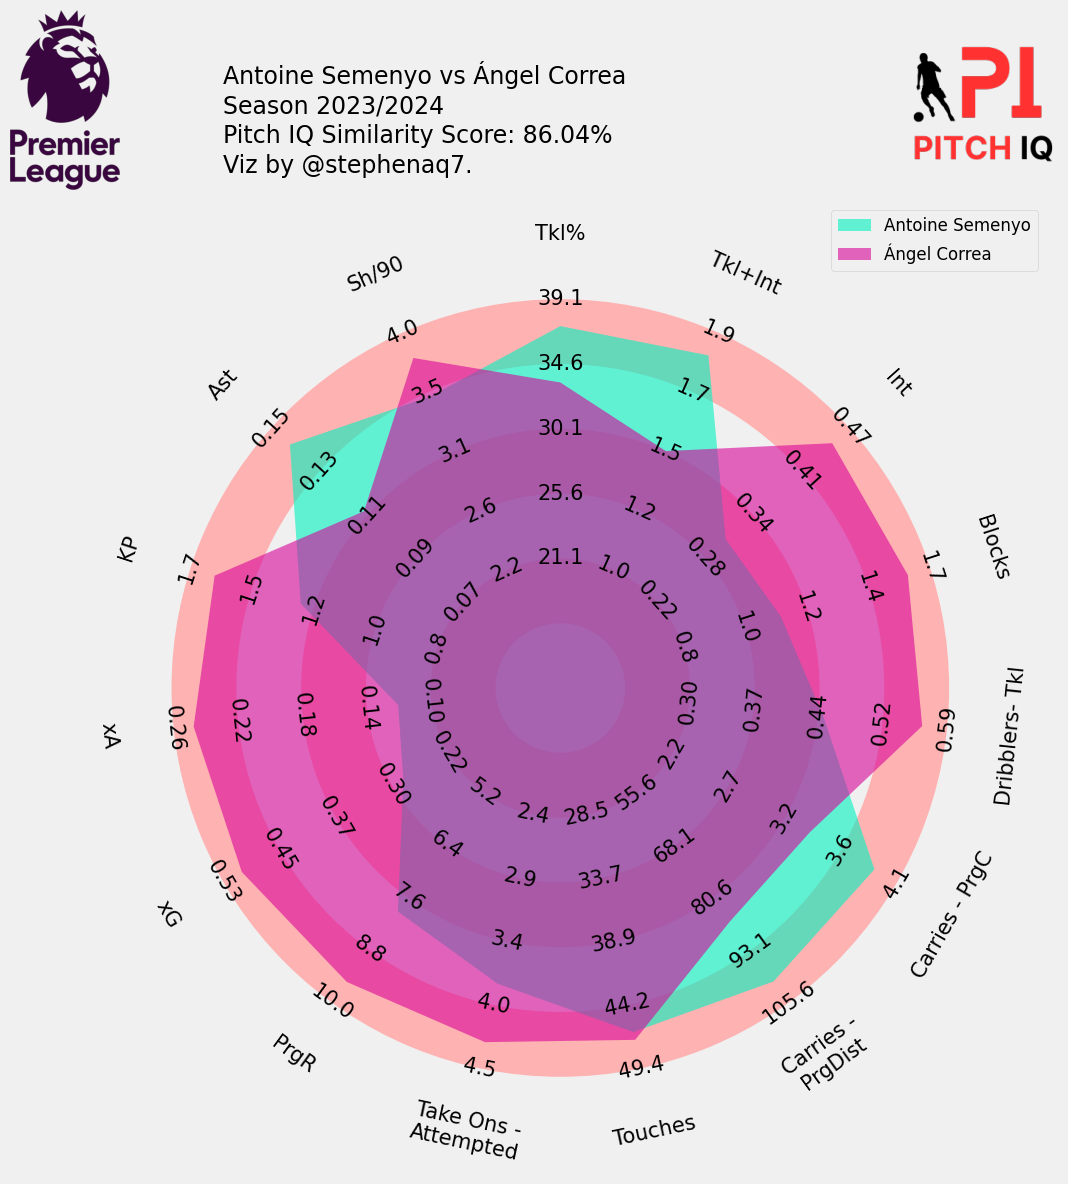 Premier
League
Antoine Semenyo vs Ángel Correa
Season 2023/2024
Pitch IQ Similarity Score: 86.04%
Viz by @stephenaq7.
PI
PITCH IQ
Antoine Semenyo
Ángel Correa
Tkl%
39.1
34.6
30.1
25.6
21.1
Tkl+Int
1.9
1.7
1.5
1.2
1.0
Int
0.47
0.41
0.34
0.28
0.22
Blocks
1.7
1.4
1.2
1.0
0.8
Dribblers- Tkl
0.59
0.52
0.44
0.37
0.30
Carries - PrgC
4.1
3.6
3.2
2.7
2.2
Carries -
PrgDist
105.6
93.1
80.6
68.1
55.6
Touches
49.4
44.2
38.9
33.7
28.5
Take Ons -
Attempted
4.5
4.0
3.4
2.9
2.4
PrgR
10.0
8.8
7.6
6.4
5.2
xG
0.53
0.45
0.37
0.30
0.22
xA
0.26
0.22
0.18
0.14
0.10
KP
1.7
1.5
1.2
1.0
0.8
Ast
0.15
0.13
0.11
0.09
0.07
Sh/90
4.0
3.5
3.1
2.6
2.2